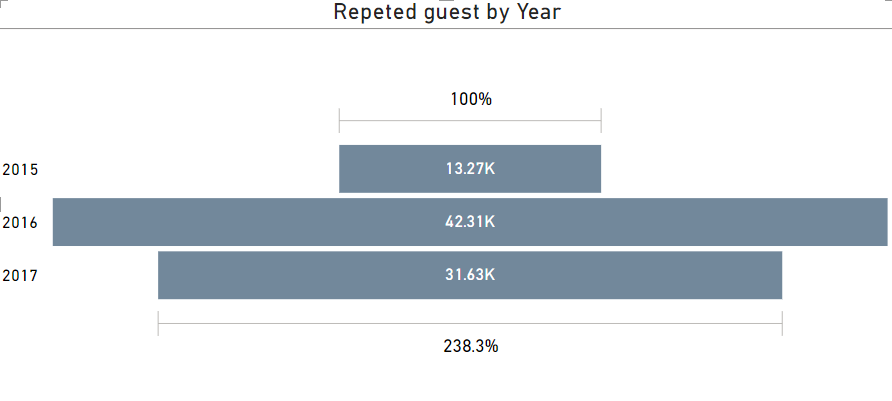 Repeted guest by Year
100%
2015 13.27K
2016 42.31K
2017 31.63K
238.3%